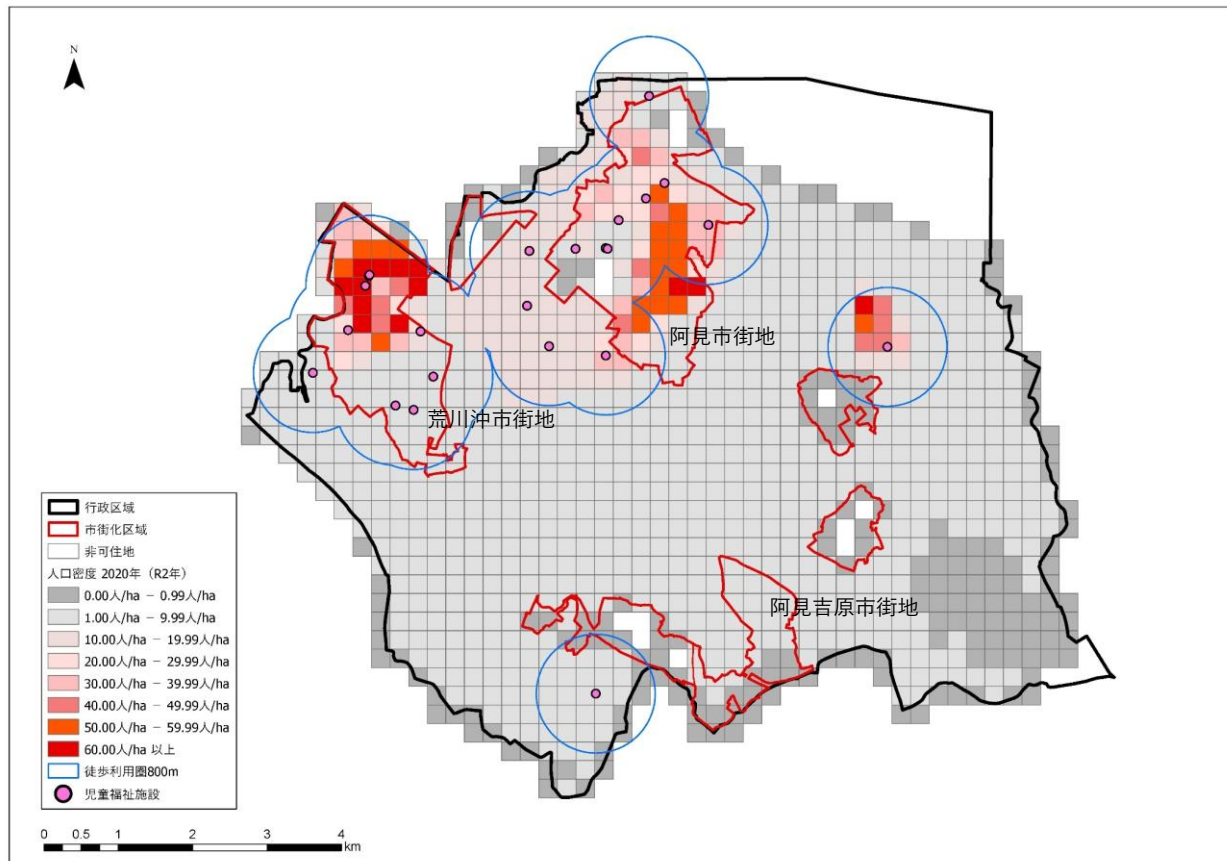 N
阿見市街地
荒川沖市街地
阿見吉原市街地
行政区域
市街化区域
非可住地
人口密度 2020年（R2年）
0.00人/ha － 0.99人/ha
1.00人/ha － 9.99人/ha
10.00人/ha － 19.99人/ha
20.00人/ha － 29.99人/ha
30.00人/ha － 39.99人/ha
40.00人/ha － 49.99人/ha
50.00人/ha － 59.99人/ha
60.00人/ha 以上
徒歩利用圏800m
児童福祉施設
0 0.5 1 2 3 4
km